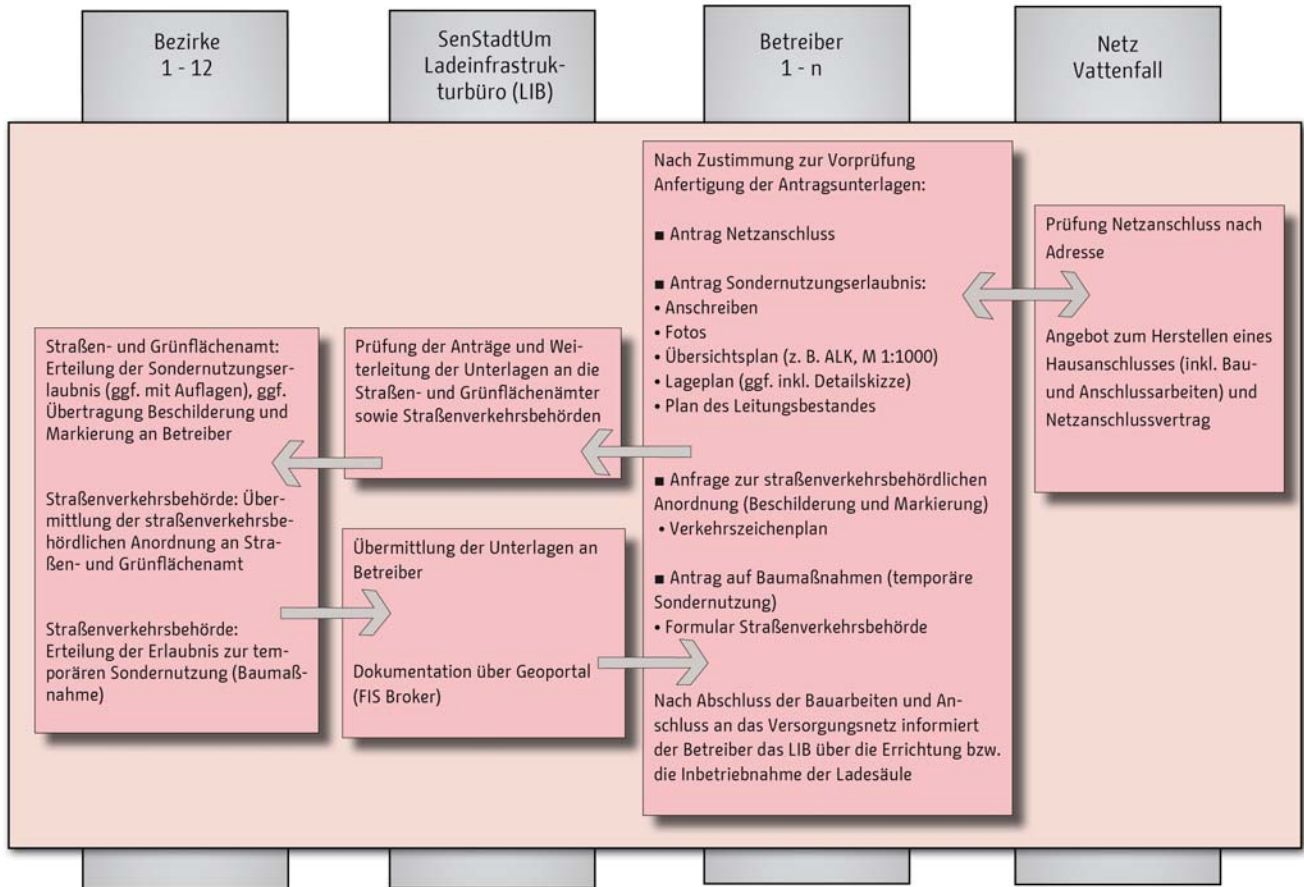 Bezirke
1 - 12
SenStadtUm
Ladeinfrastruk-
turbüro (LIB)
Betreiber
1 - n
Netz
Vattenfall
Straßen- und Grünflächenamt:
Erteilung der Sondernutzungser-
laubnis (ggf. mit Auflagen), ggf.
Übertragung Beschilderung und
Markierung an Betreiber
Straßenverkehrsbehörde: Über-
mittlung der straßenverkehrsbe-
hördlichen Anordnung an Stra-
ßen- und Grünflächenamt
Straßenverkehrsbehörde:
Erteilung der Erlaubnis zur tem-
porären Sondernutzung (Baumaß-
nahme)
Prüfung der Anträge und Wei-
terleitung der Unterlagen an die
Straßen- und Grünflächenämter
sowie Straßenverkehrsbehörden
Übermittlung der Unterlagen an
Betreiber
Dokumentation über Geoportal
(FIS Broker)
Nach Zustimmung zur Vorprüfung
Anfertigung der Antragsunterlagen:
■ Antrag Netzanschluss
■ Antrag Sondernutzungserlaubnis:
• Anschreiben
• Fotos
• Übersichtsplan (z. B. ALK, M 1:1000)
• Lageplan (ggf. inkl. Detailskizze)
• Plan des Leitungsbestandes
■ Anfrage zur straßenverkehrsbehördlichen
Anordnung (Beschilderung und Markierung)
• Verkehrszeichenplan
■ Antrag auf Baumaßnahmen (temporäre
Sondernutzung)
• Formular Straßenverkehrsbehörde
Nach Abschluss der Bauarbeiten und An-
schluss an das Versorgungsnetz informiert
der Betreiber das LIB über die Errichtung bzw.
die Inbetriebnahme der Ladesäule
Prüfung Netzanschluss nach
Adresse
Angebot zum Herstellen eines
Hausanschlusses (inkl. Bau-
und Anschlussarbeiten) und
Netzanschlussvertrag